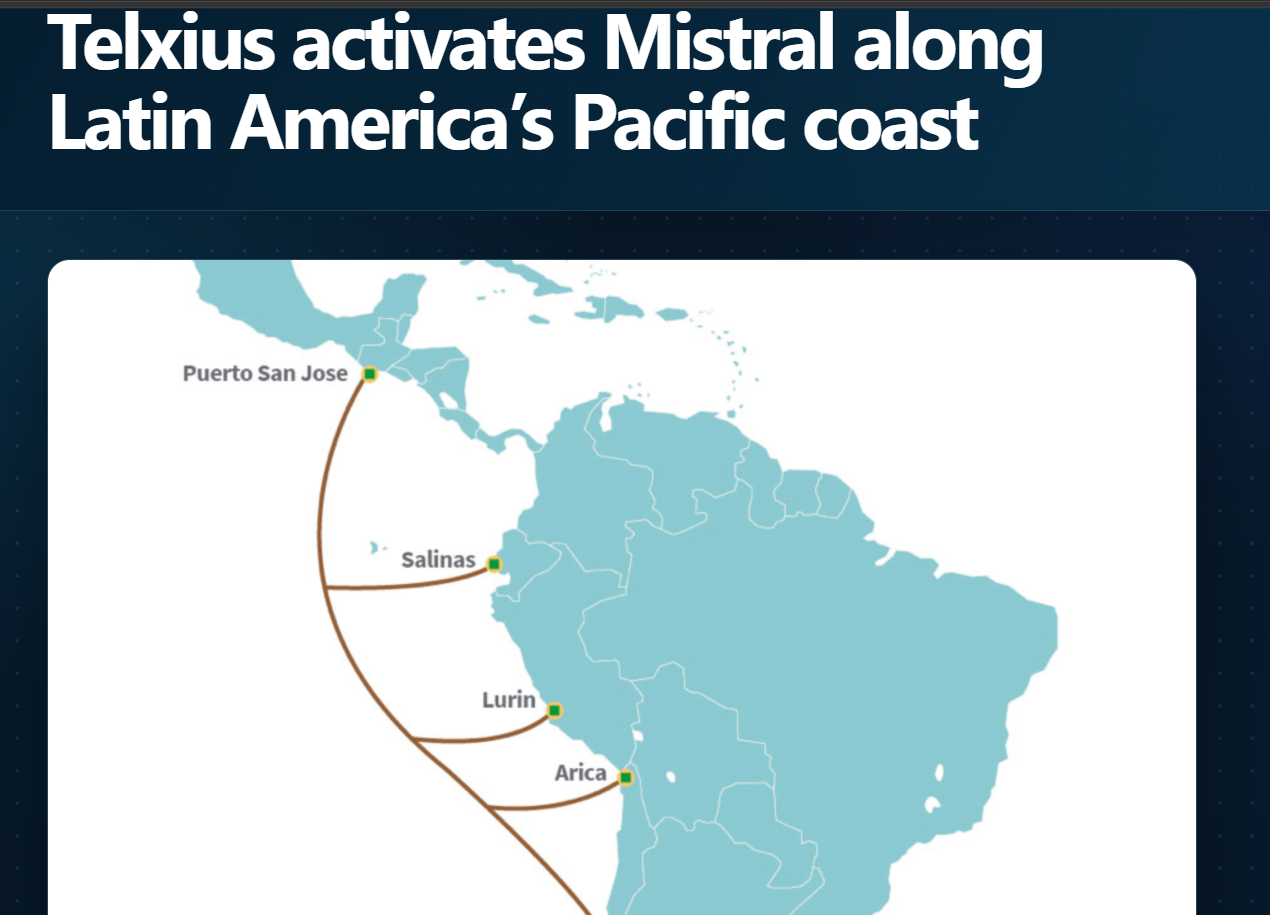 Telxius activates Mistral along
Latin America’s Pacific coast
Puerto San Jose
Salinas
Lurin
Arica